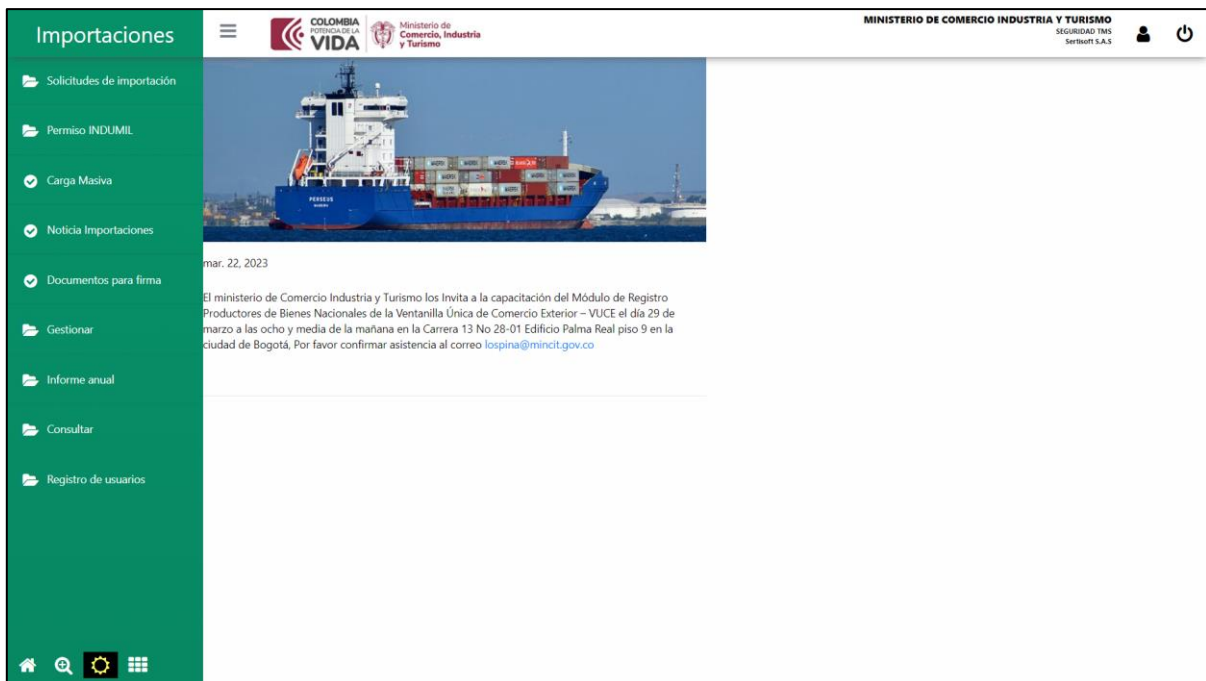 Importaciones
COLOMBIA
POTENCIA DE LA
VIDA
Ministerio de
Comercio, Industria
y Turismo
MINISTERIO DE COMERCIO INDUSTRIA Y TURISMO
SEGURIDAD TMS
Sertisoft S.A.S
Solicitudes de importación
Permiso INDUMIL
Carga Masiva
Noticia Importaciones
Documentos para firma
Gestionar
Informe anual
Consultar
Registro de usuarios
PERSEUS
mar. 22, 2023
El ministerio de Comercio Industria y Turismo los Invita a la capacitación del Módulo de Registro
Productores de Bienes Nacionales de la Ventanilla Única de Comercio Exterior – VUCE el día 29 de
marzo a las ocho y media de la mañana en la Carrera 13 No 28-01 Edificio Palma Real piso 9 en la
ciudad de Bogotá, Por favor confirmar asistencia al correo lospina@mincit.gov.co